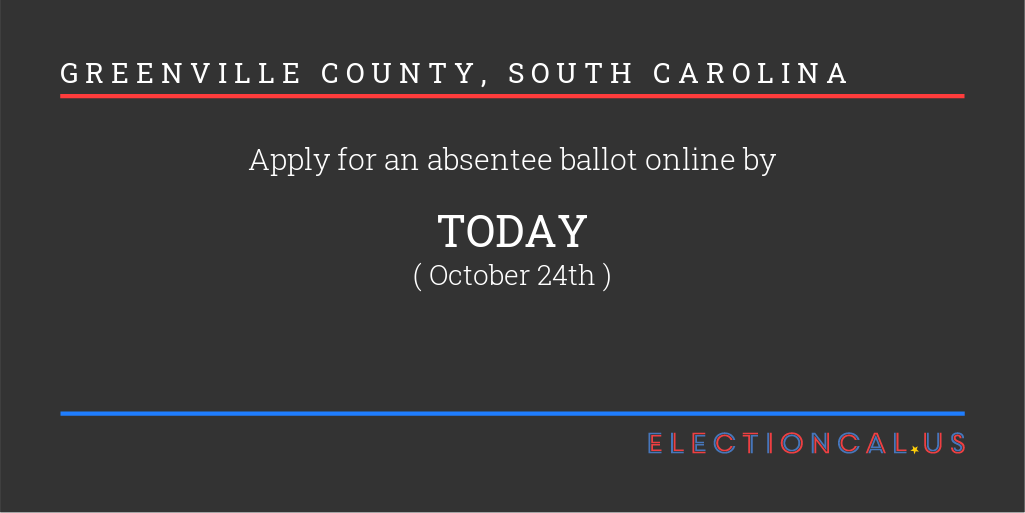 GREENVILLE COUNTY, SOUTH CAROLINA
Apply for an absentee ballot online by
TODAY
( October 24th )
ELECTIONCAL.US